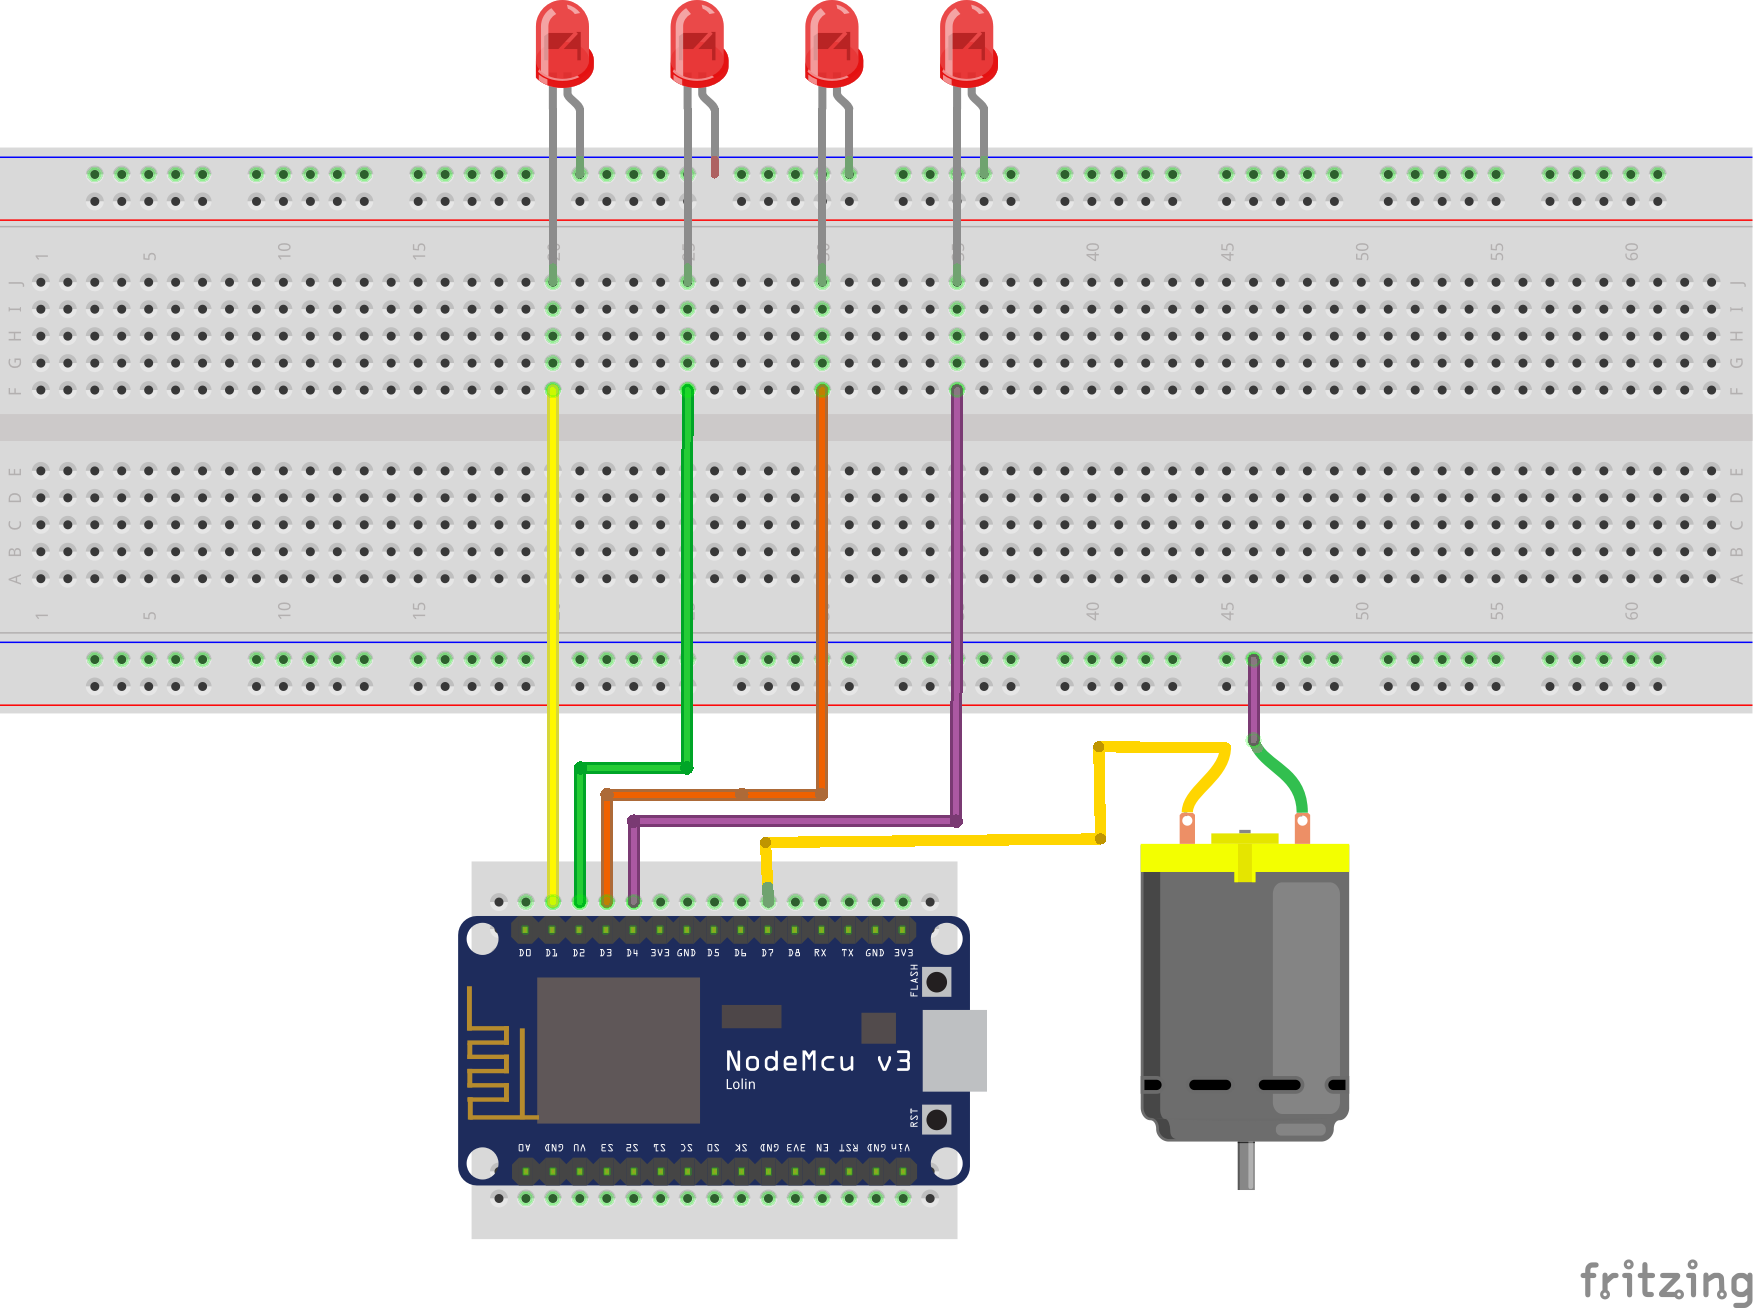 1 5 10 15 20 25 30 35 40 45 50 55 60
J J
I I
H H
G G
F F
E E
D D
C C
B B
A A
1 5 10 15 40 45 50 55 60
D0 D1 D2 D3 D4 3V3 GND D5 D6 D7 D8 RX TX GND 3V3
FLASH
NodeMcu v3
Lolin
RST
A0 GND VU S3 S2 S1 SC S0 SK GND 3V3 EN RST GND Vin
fritzing